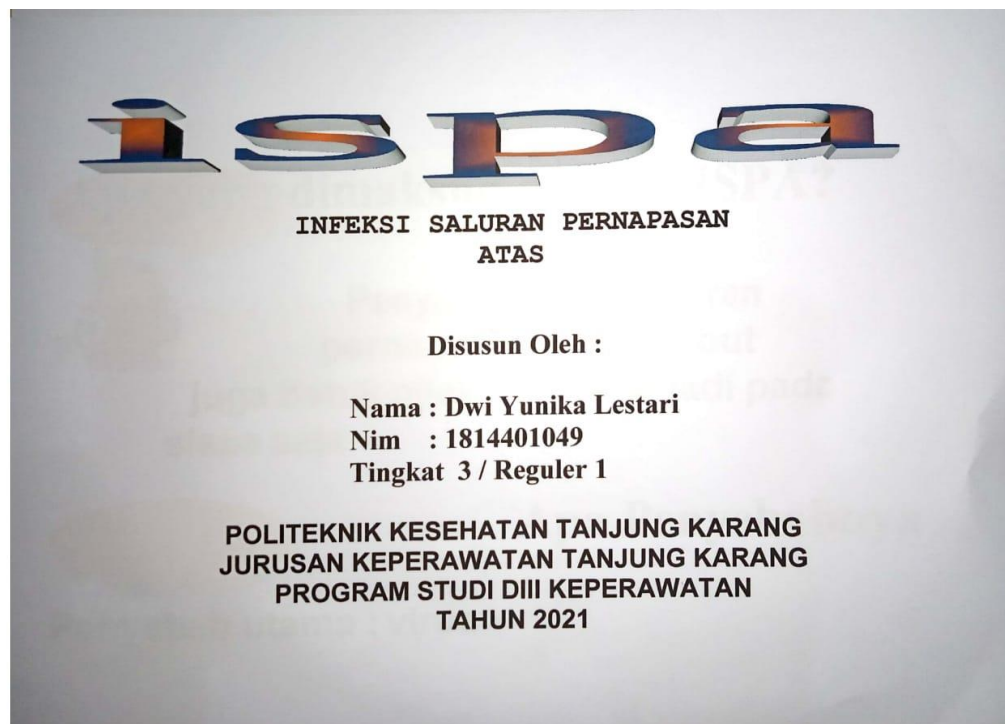 ispa
INFEKSI SALURAN PERNAPASAN
ATAS
Disusun Oleh :
Nama : Dwi Yunika Lestari
Nim : 1814401049
Tingkat 3 / Reguler 1
POLITEKNIK KESEHATAN TANJUNG KARANG
JURUSAN KEPERAWATAN TANJUNG KARANG
PROGRAM STUDI DIII KEPERAWATAN
TAHUN 2021